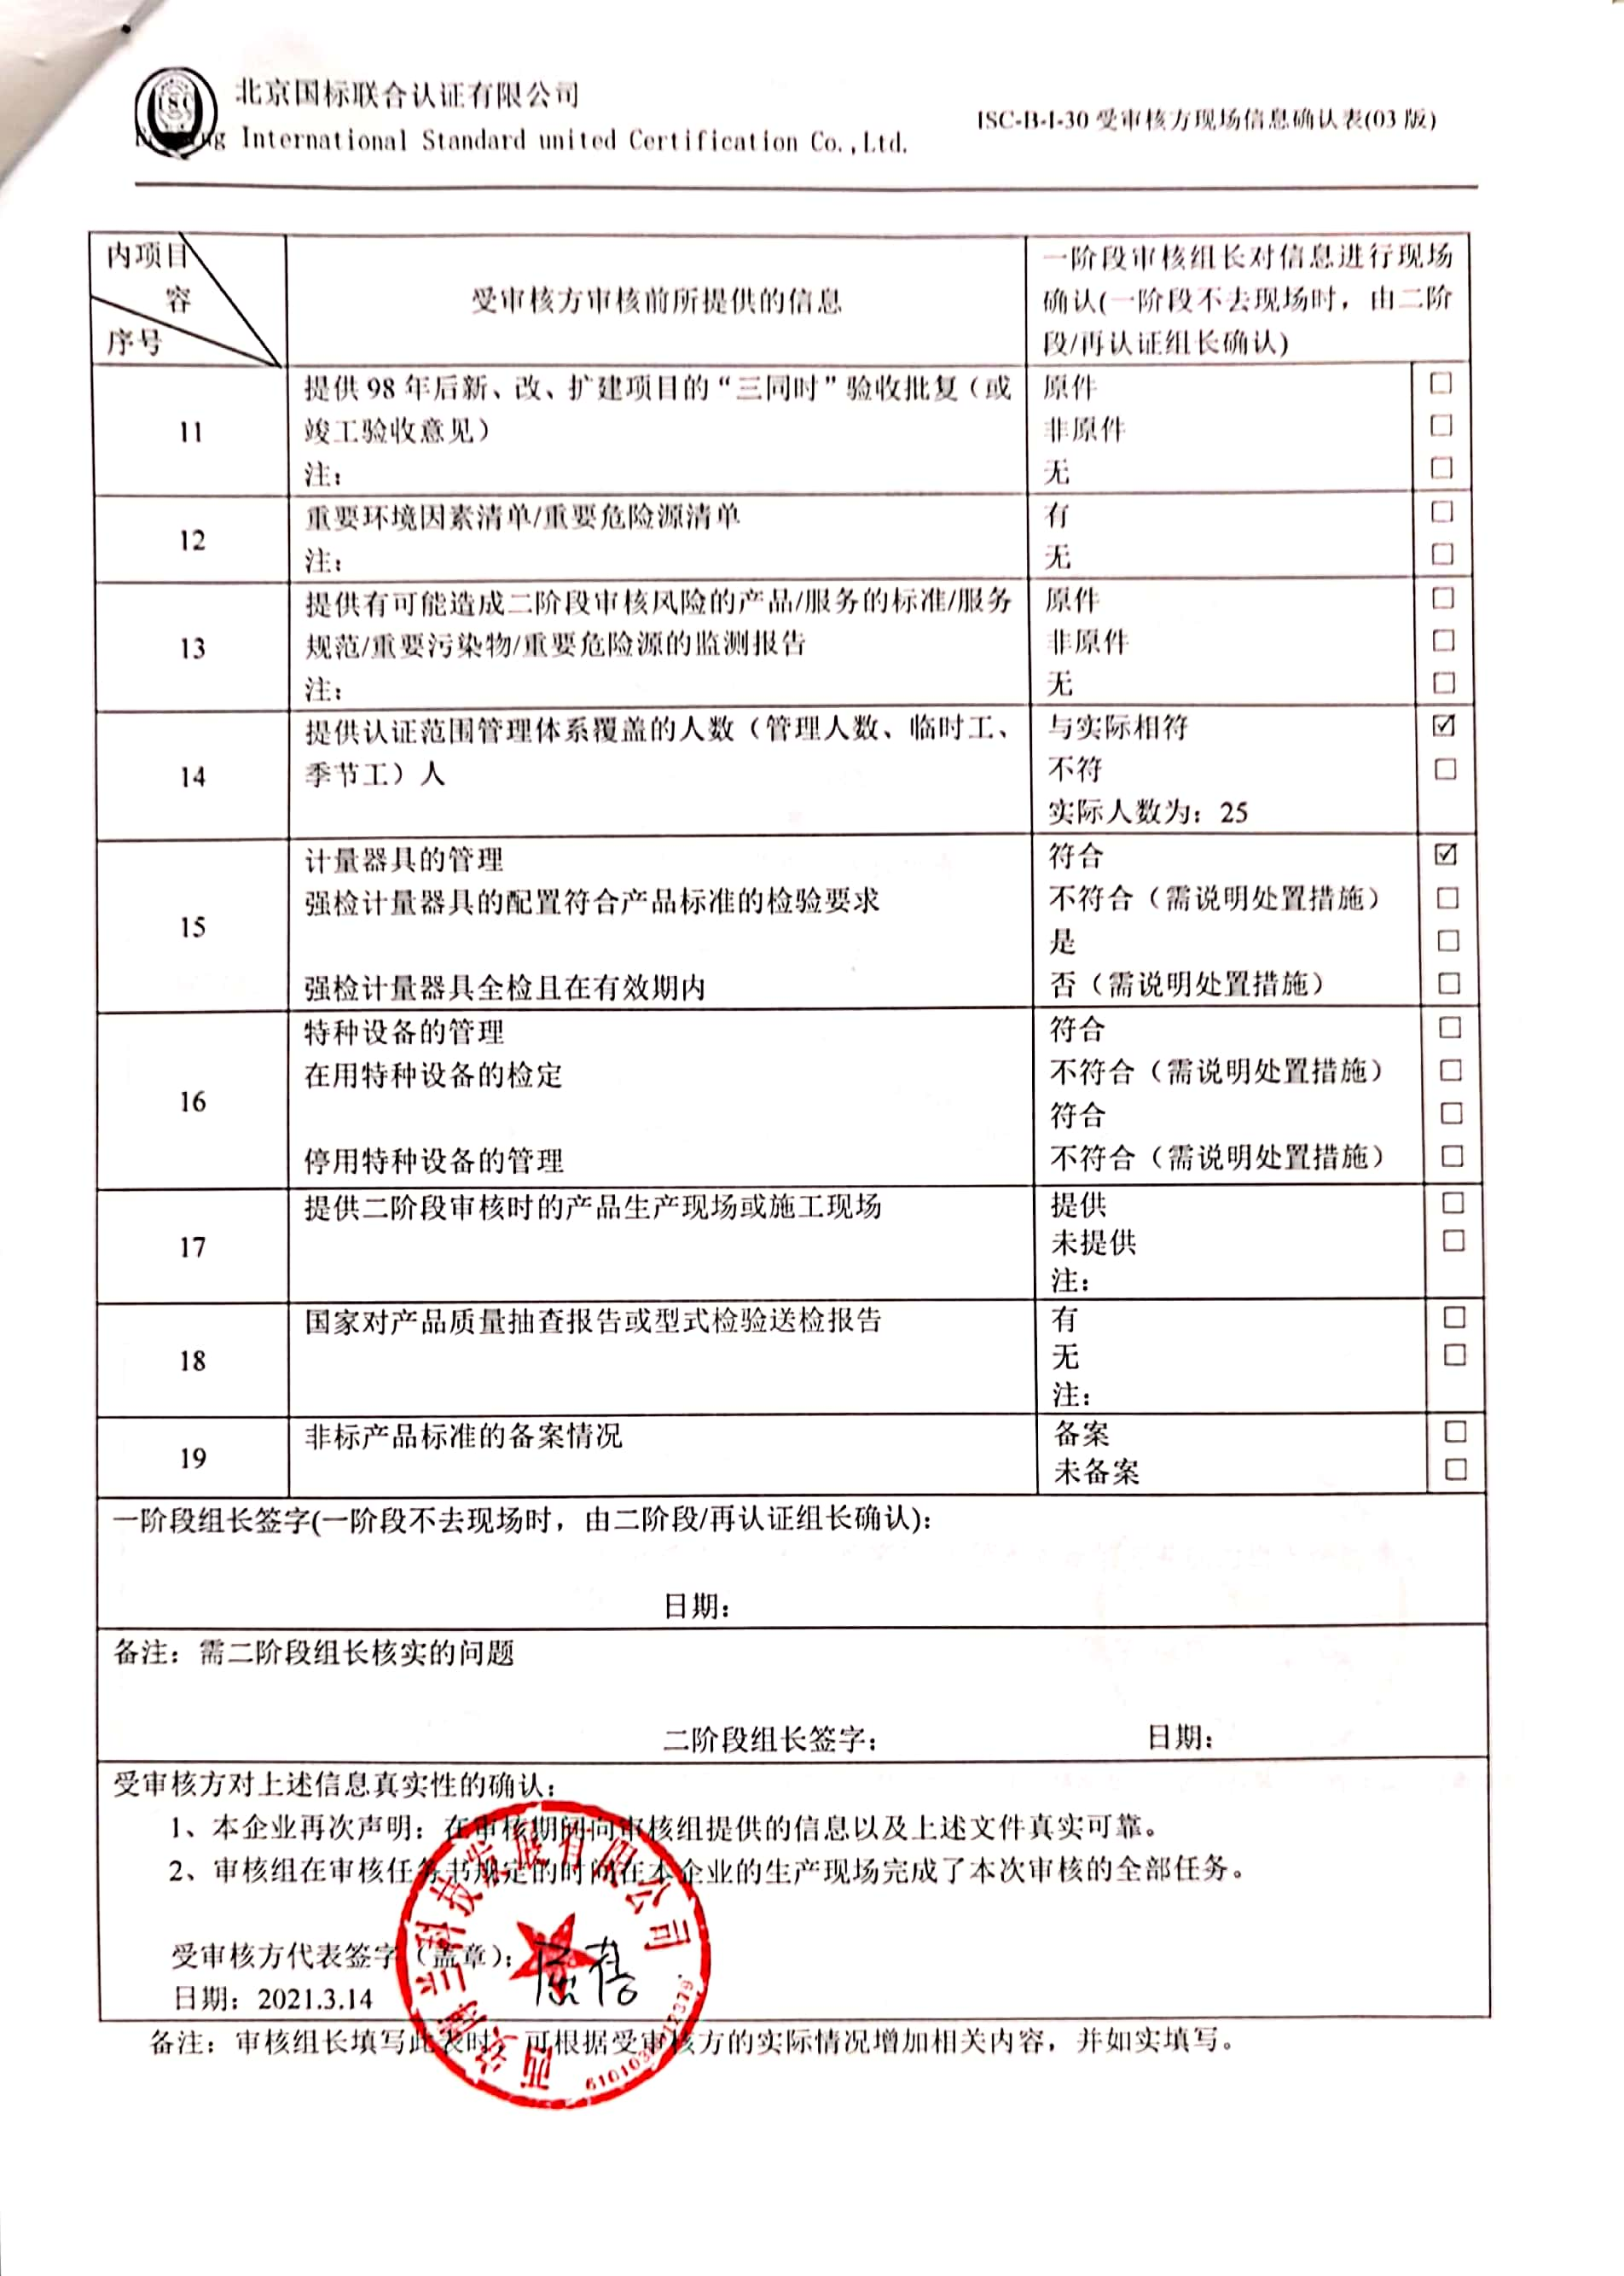 北京国标联合认证有限公司
ISC-B-I-30 受审核方现场信息确认表(03 版)
International Standard united Certification Co.,Ltd.
内项目
容
序号
受审核方审核前所提供的信息
一阶段审核组长对信息进行现场
确认(一阶段不去现场时，由二阶
段/再认证组长确认)
11
提供 98 年后新、改、扩建项目的“三同时”验收批复（或
竣工验收意见）
注：
原件 □
非原件 □
无 □
12
重要环境因素清单/重要危险源清单
注：
有 □
无 □
13
提供有可能造成二阶段审核风险的产品/服务的标准/服务
规范/重要污染物/重要危险源的监测报告
注：
原件 □
非原件 □
无 □
14
提供认证范围管理体系覆盖的人数（管理人数、临时工、
季节工）人
与实际相符 ☑
不符 □
实际人数为：25
15
计量器具的管理
强检计量器具的配置符合产品标准的检验要求
强检计量器具全检且在有效期内
符合 ☑
不符合（需说明处置措施） □
是 □
否（需说明处置措施） □
16
特种设备的管理
在用特种设备的检定
停用特种设备的管理
符合 □
不符合（需说明处置措施） □
符合 □
不符合（需说明处置措施） □
17
提供二阶段审核时的产品生产现场或施工现场
提供 □
未提供 □
注：
18
国家对产品质量抽查报告或型式检验送检报告
有 □
无 □
注：
19
非标产品标准的备案情况
备案 □
未备案 □
一阶段组长签字(一阶段不去现场时，由二阶段/再认证组长确认)：
日期：
备注：需二阶段组长核实的问题
二阶段组长签字： 日期：
受审核方对上述信息真实性的确认：
1、本企业再次声明：在审核期间向审核组提供的信息以及上述文件真实可靠。
2、审核组在审核任务书规定的时间在本企业的生产现场完成了本次审核的全部任务。
受审核方代表签字（盖章）：
日期：2021.3.14
备注：审核组长填写此表时，可根据受审核方的实际情况增加相关内容，并如实填写。